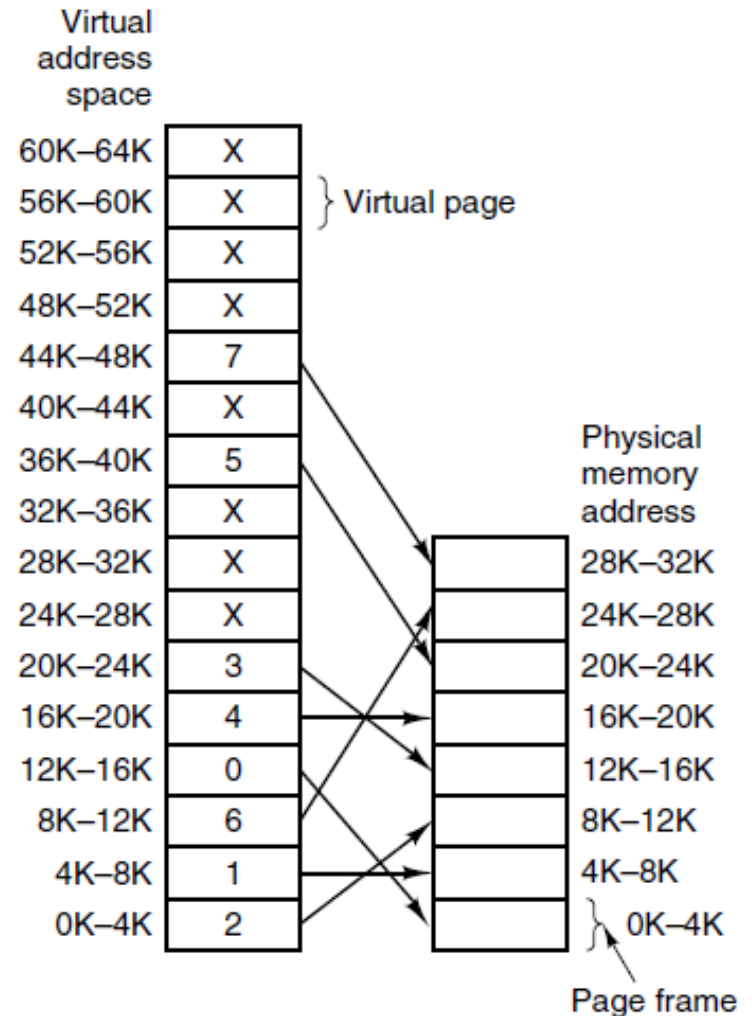 Virtual
address
space
60K–64K X
56K–60K X Virtual page
52K–56K X
48K–52K X
44K–48K 7
40K–44K X
36K–40K 5
32K–36K X
28K–32K X
24K–28K X
20K–24K 3
16K–20K 4
12K–16K 0
8K–12K 6
4K–8K 1
0K–4K 2
Physical
memory
address
28K–32K
24K–28K
20K–24K
16K–20K
12K–16K
8K–12K
4K–8K
0K–4K
Page frame